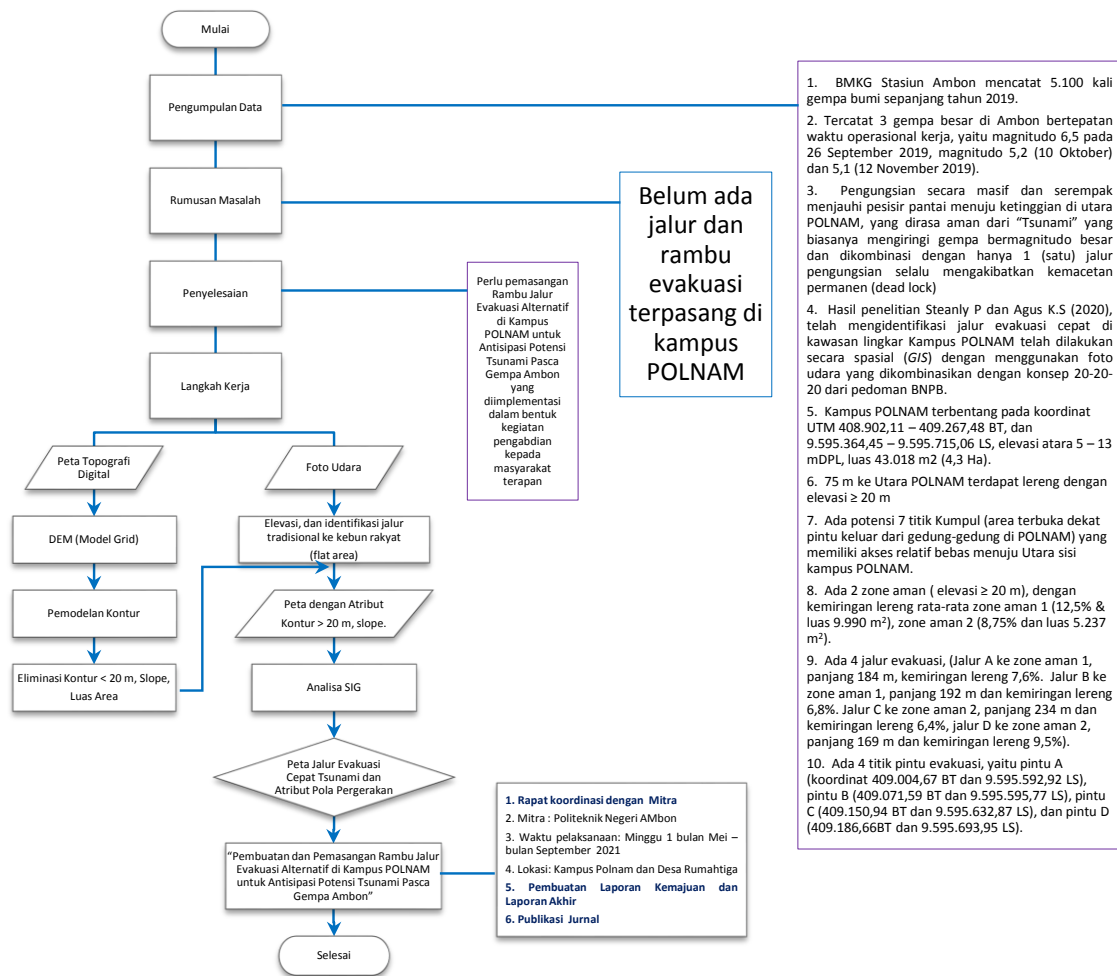 Mulai
Pengumpulan Data
Rumusan Masalah
Penyelesaian
Langkah Kerja
Peta Topografi
Digital
Foto Udara
DEM (Model Grid)
Elevasi, dan identifikasi jalur
tradisional ke kebun rakyat
(flat area)
Pemodelan Kontur
Peta dengan Atribut
Kontur > 20 m, slope.
Eliminasi Kontur < 20 m, Slope,
Luas Area
Analisa SIG
Peta Jalur Evakuasi
Cepat Tsunami dan
Atribut Pola Pergerakan
“Pembuatan dan Pemasangan Rambu Jalur
Evakuasi Alternatif di Kampus POLNAM
untuk Antisipasi Potensi Tsunami Pasca
Gempa Ambon”
Selesai
Perlu pemasangan
Rambu Jalur
Evakuasi Alternatif
di Kampus
POLNAM untuk
Antisipasi Potensi
Tsunami Pasca
Gempa Ambon
yang
diimplementasi
dalam bentuk
kegiatan
pengabdian
kepada
masyarakat
terapan
Belum ada
jalur dan
rambu
evakuasi
terpasang di
kampus
POLNAM
1. Rapat koordinasi dengan Mitra
2. Mitra : Politeknik Negeri AMbon
3. Waktu pelaksanaan: Minggu 1 bulan Mei –
bulan September 2021
4. Lokasi: Kampus Polnam dan Desa Rumahtiga
5. Pembuatan Laporan Kemajuan dan
Laporan Akhir
6. Publikasi Jurnal
1. BMKG Stasiun Ambon mencatat 5.100 kali
gempa bumi sepanjang tahun 2019.
2. Tercatat 3 gempa besar di Ambon bertepatan
waktu operasional kerja, yaitu magnitudo 6,5 pada
26 September 2019, magnitudo 5,2 (10 Oktober)
dan 5,1 (12 November 2019).
3. Pengungsian secara masif dan serempak
menjauhi pesisir pantai menuju ketinggian di utara
POLNAM, yang dirasa aman dari “Tsunami” yang
biasanya mengiringi gempa bermagnitudo besar
dan dikombinasi dengan hanya 1 (satu) jalur
pengungsian selalu mengakibatkan kemacetan
permanen (dead lock)
4. Hasil penelitian Steanly P dan Agus K.S (2020),
telah mengidentifikasi jalur evakuasi cepat di
kawasan lingkar Kampus POLNAM telah dilakukan
secara spasial (GIS) dengan menggunakan foto
udara yang dikombinasikan dengan konsep 20-20-
20 dari pedoman BNPB.
5. Kampus POLNAM terbentang pada koordinat
UTM 408.902,11 – 409.267,48 BT, dan
9.595.364,45 – 9.595.715,06 LS, elevasi atara 5 – 13
mDPL, luas 43.018 m2 (4,3 Ha).
6. 75 m ke Utara POLNAM terdapat lereng dengan
elevasi ≥ 20 m
7. Ada potensi 7 titik Kumpul (area terbuka dekat
pintu keluar dari gedung-gedung di POLNAM) yang
memiliki akses relatif bebas menuju Utara sisi
kampus POLNAM.
8. Ada 2 zone aman ( elevasi ≥ 20 m), dengan
kemiringan lereng rata-rata zone aman 1 (12,5% &
luas 9.990 m²), zone aman 2 (8,75% dan luas 5.237
m²).
9. Ada 4 jalur evakuasi, (Jalur A ke zone aman 1,
panjang 184 m, kemiringan lereng 7,6%. Jalur B ke
zone aman 1, panjang 192 m dan kemiringan lereng
6,8%. Jalur C ke zone aman 2, panjang 234 m dan
kemiringan lereng 6,4%, jalur D ke zone aman 2,
panjang 169 m dan kemiringan lereng 9,5%).
10. Ada 4 titik pintu evakuasi, yaitu pintu A
(koordinat 409.004,67 BT dan 9.595.592,92 LS),
pintu B (409.071,59 BT dan 9.595.595,77 LS), pintu
C (409.150,94 BT dan 9.595.632,87 LS), dan pintu D
(409.186,66BT dan 9.595.693,95 LS).